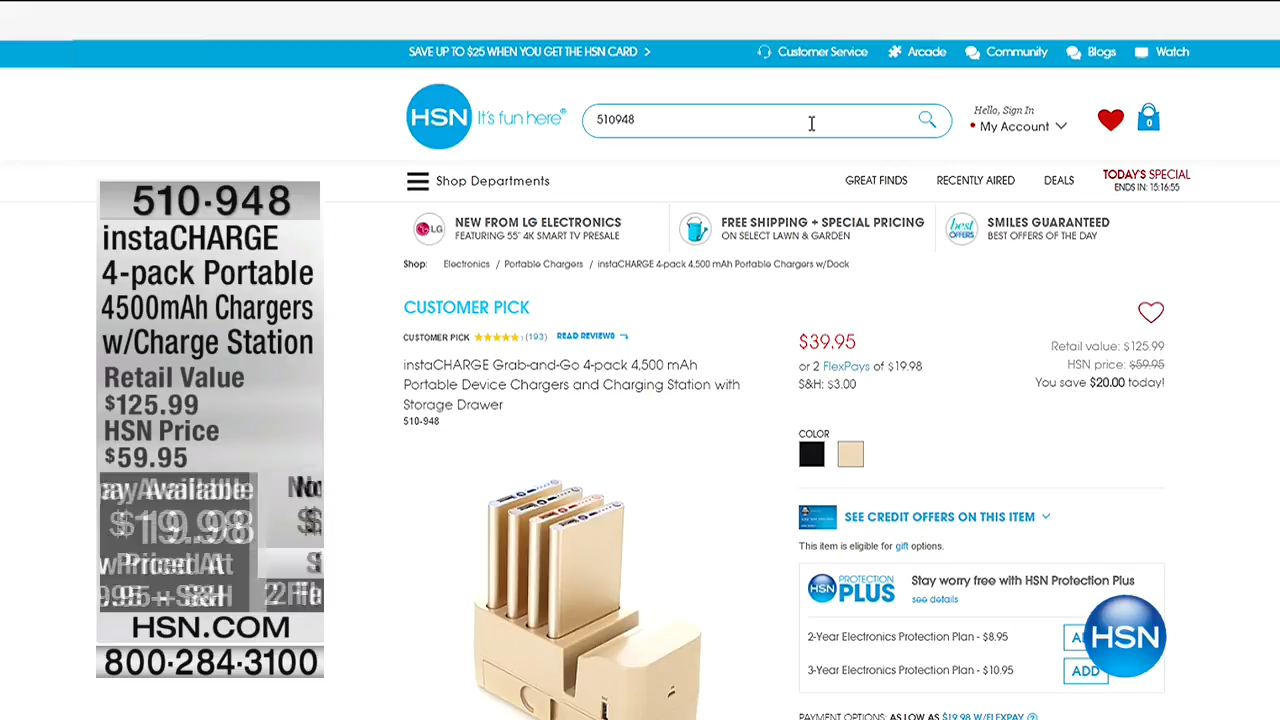 SAVE UP TO $25 WHEN YOU GET THE HSN CARD >
Customer Service
Arcade
Community
Blogs
Watch
HSN
It's fun here®
510948
Hello, Sign In
My Account
0
Shop Departments
GREAT FINDS
RECENTLY AIRED
DEALS
TODAY'S SPECIAL
ENDS IN: 15:16:55
LG
NEW FROM LG ELECTRONICS
FEATURING 55" 4K SMART TV PRESALE
FREE SHIPPING + SPECIAL PRICING
ON SELECT LAWN & GARDEN
best
OFFERS
SMILES GUARANTEED
BEST OFFERS OF THE DAY
Shop: Electronics / Portable Chargers / instaCHARGE 4-pack 4,500 mAh Portable Chargers w/Dock
CUSTOMER PICK
CUSTOMER PICK ★★★★★ (193) READ REVIEWS
instaCHARGE Grab-and-Go 4-pack 4,500 mAh
Portable Device Chargers and Charging Station with
Storage Drawer
510-948
$39.95
or 2 FlexPays of $19.98
S&H: $3.00
Retail value: $125.99
HSN price: $59.95
You save $20.00 today!
COLOR
SEE CREDIT OFFERS ON THIS ITEM
This item is eligible for gift options.
HSN PROTECTION
PLUS
Stay worry free with HSN Protection Plus
see details
2-Year Electronics Protection Plan - $8.95
3-Year Electronics Protection Plan - $10.95
ADD
HSN
PAYMENT OPTIONS: AS LOW AS $19.98 W/FLEXPAY
510·948
instaCHARGE
4-pack Portable
4500mAh Chargers
w/Charge Station
Retail Value
$125.99
HSN Price
$59.95
Available
$19.98
HSN.COM
800·284·3100